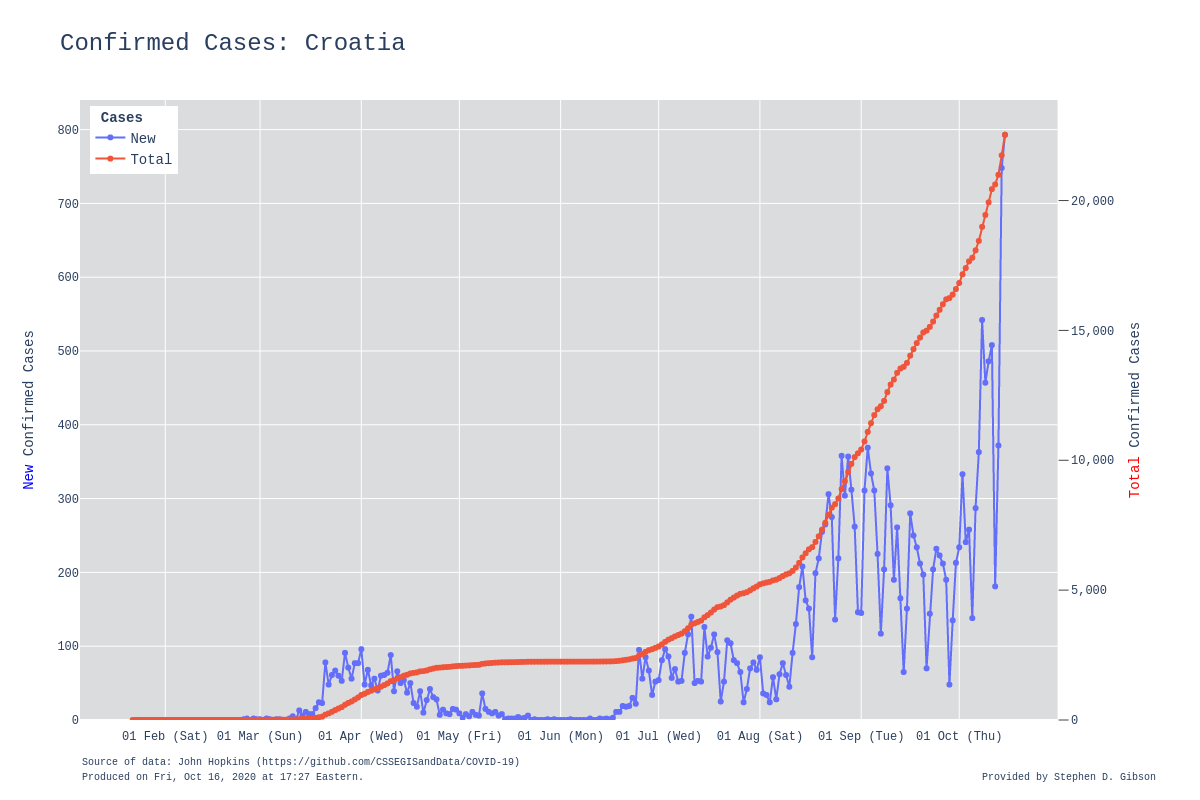 Confirmed Cases: Croatia
Cases
New
Total
800
700
600
500
400
300
200
100
0
20,000
15,000
10,000
5,000
0
New Confirmed Cases
Total Confirmed Cases
01 Feb (Sat) 01 Mar (Sun) 01 Apr (Wed) 01 May (Fri) 01 Jun (Mon) 01 Jul (Wed) 01 Aug (Sat) 01 Sep (Tue) 01 Oct (Thu)
Source of data: John Hopkins (https://github.com/CSSEGISandData/COVID-19)
Produced on Fri, Oct 16, 2020 at 17:27 Eastern.
Provided by Stephen D. Gibson